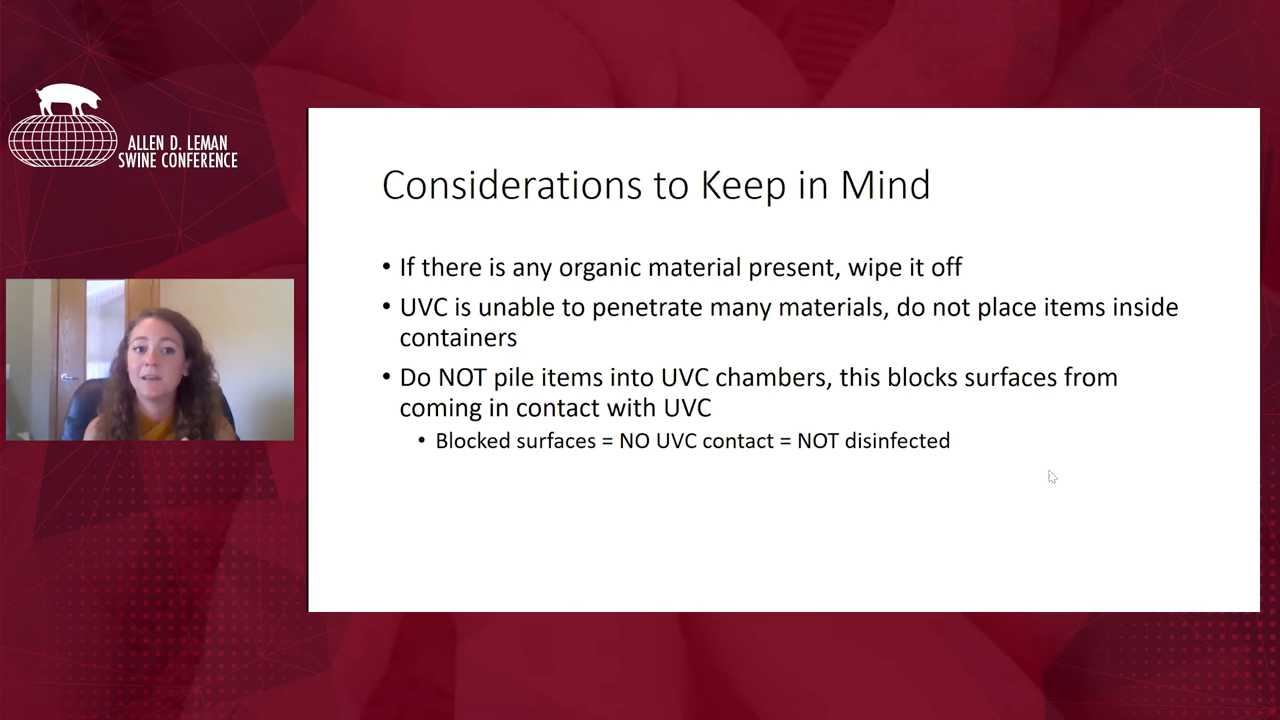 ALLEN D. LEMAN
SWINE CONFERENCE
Considerations to Keep in Mind
• If there is any organic material present, wipe it off
• UVC is unable to penetrate many materials, do not place items inside
containers
• Do NOT pile items into UVC chambers, this blocks surfaces from
coming in contact with UVC
• Blocked surfaces = NO UVC contact = NOT disinfected